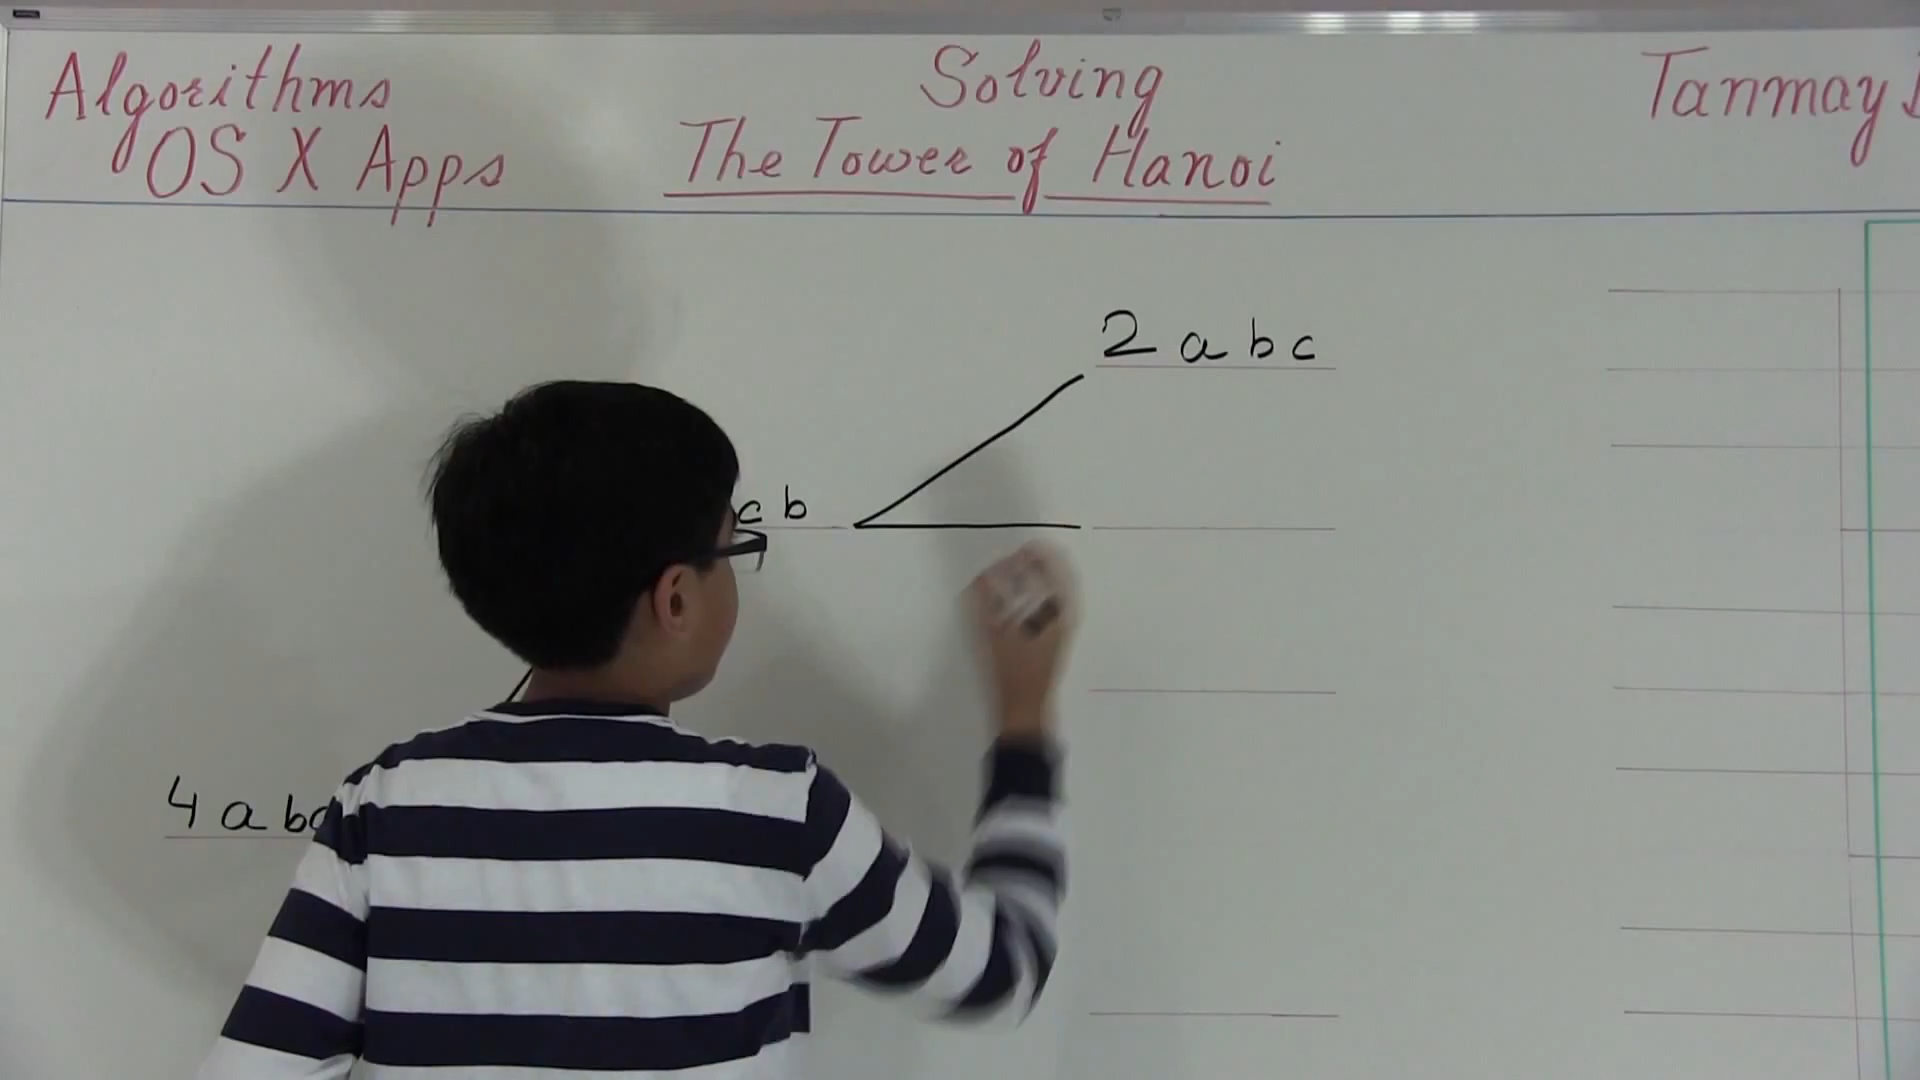 Algorithms
OS X Apps
Solving
The Tower of Hanoi
Tanmay
2 a b c
c b
4 a b c